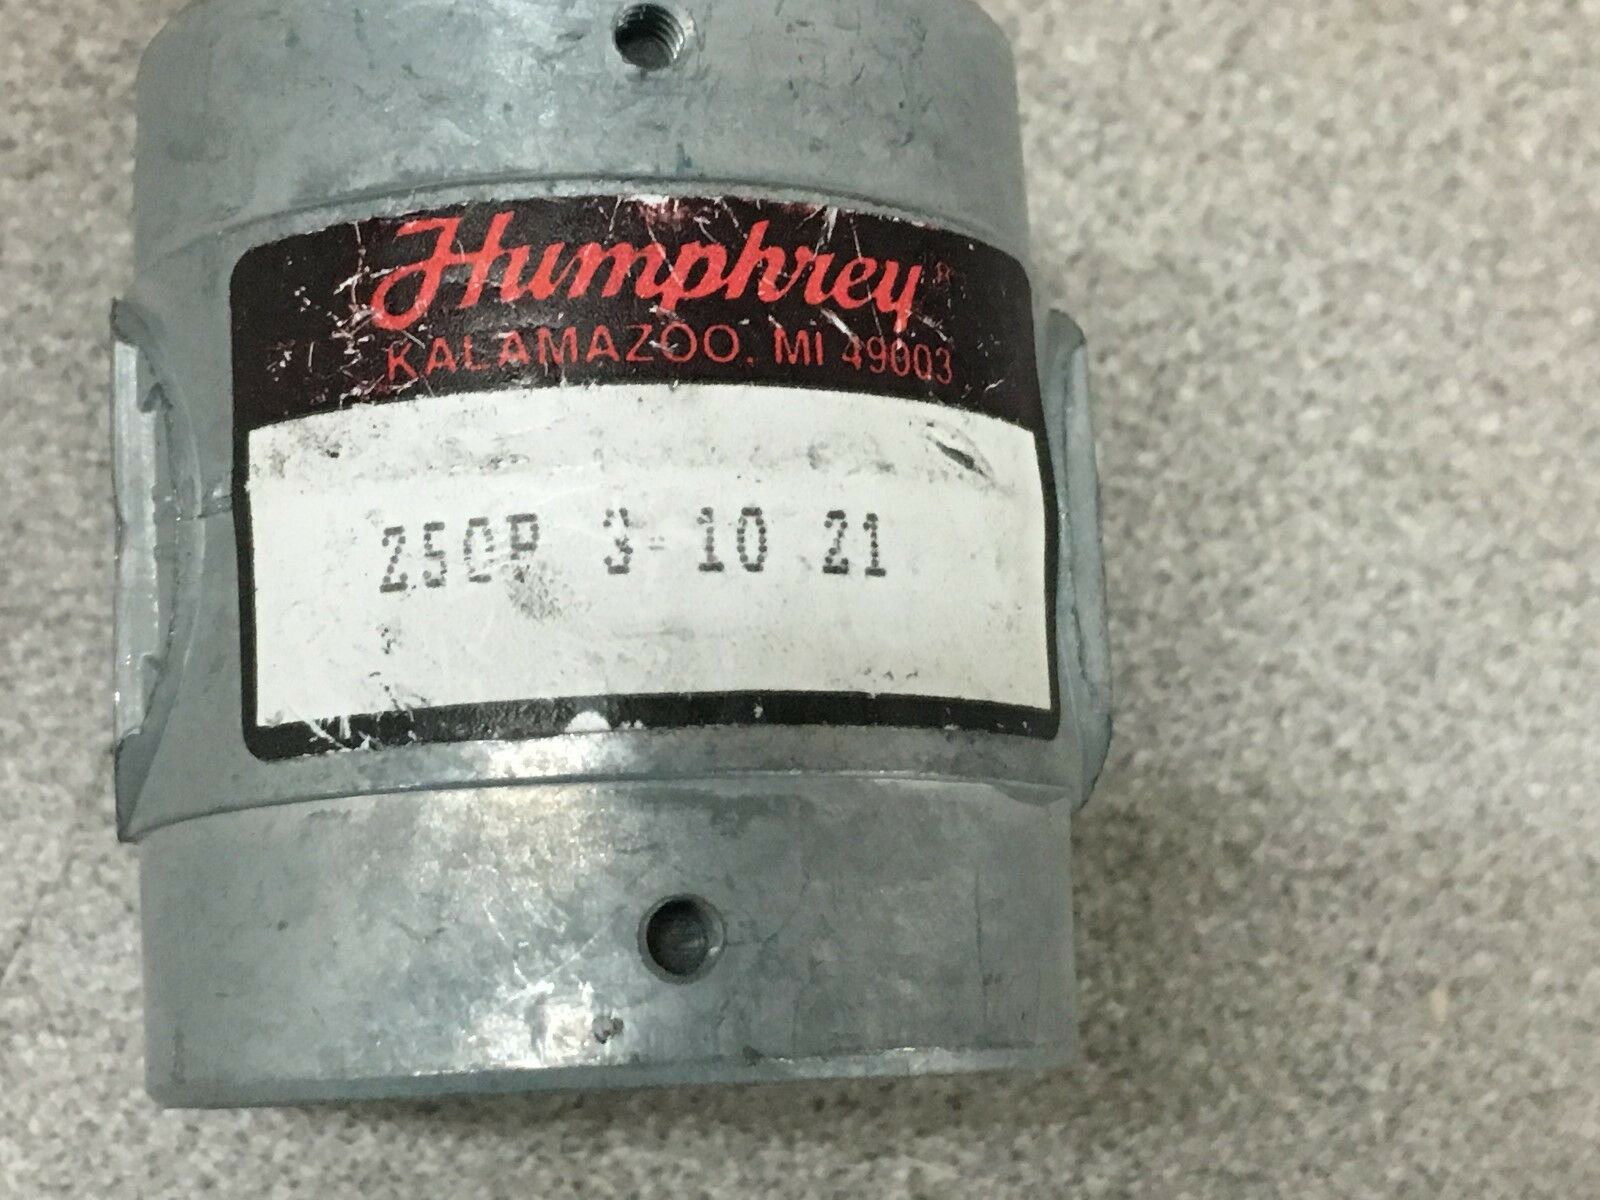 Humphrey®
KALAMAZOO, MI 49003
250P 3-10 21